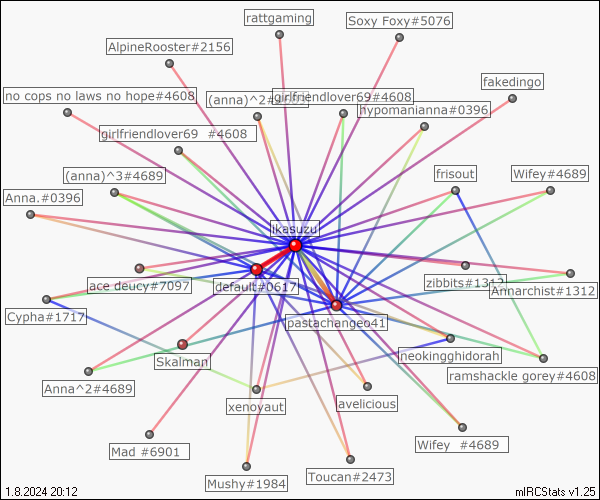 rattgaming
Soxy Foxy#5076
AlpineRooster#2156
fakedingo
no cops no laws no hope#4608
(anna)^2#4689
girlfriendlover69#4608
hypomanianna#0396
girlfriendlover69  #4608
(anna)^3#4689
frisout
Wifey#4689
Anna.#0396
ikasuzu
ace deucy#7097
default#0617
zibbits#1312
Annarchist#1312
Cypha#1717
pastachangeo41
Skalman
neokingghidorah
ramshackle gorey#4608
Anna^2#4689
xenoyaut
avelicious
Mad #6901
Wifey  #4689
Mushy#1984
Toucan#2473
1.8.2024 20:12
mIRCStats v1.25